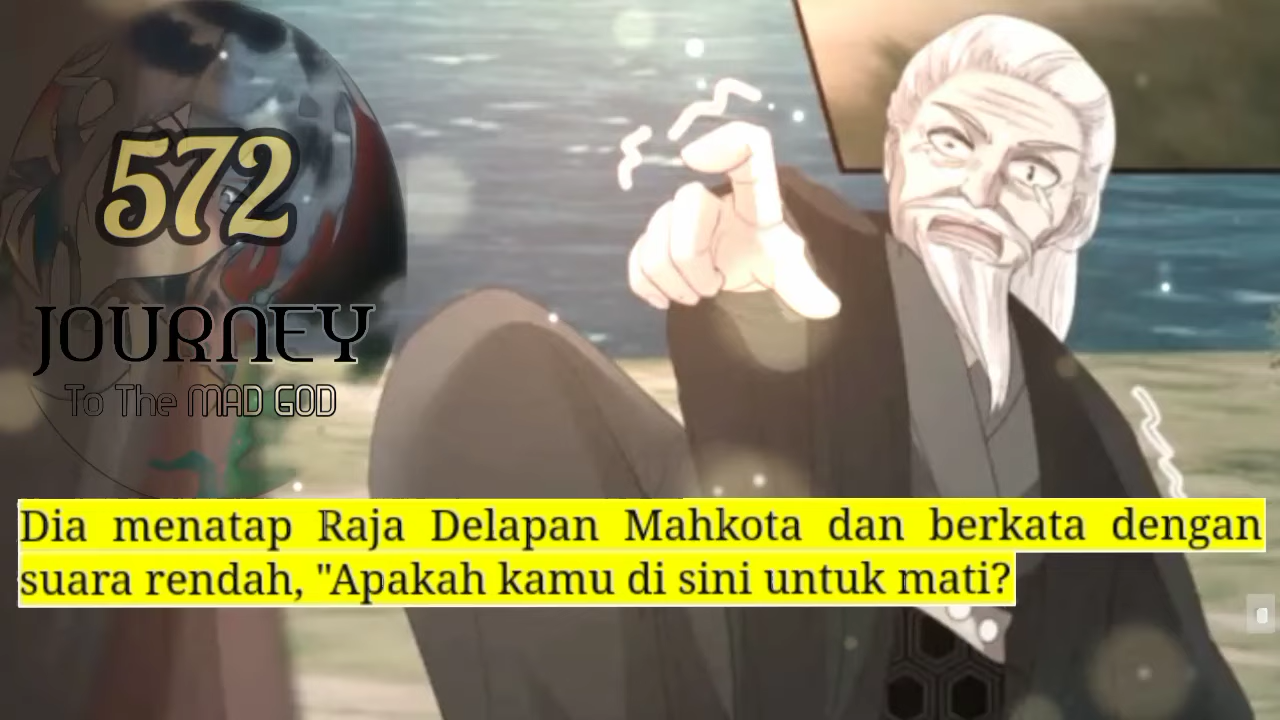 572
JOURNEY
To The MAD GOD
Dia menatap Raja Delapan Mahkota dan berkata dengan
suara rendah, "Apakah kamu di sini untuk mati?